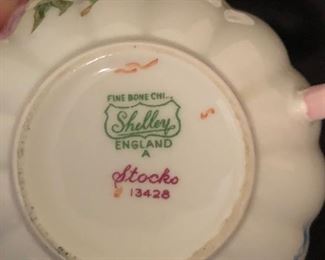 FINE BONE CHI...
Shelley
ENGLAND
A
Stocks
13428